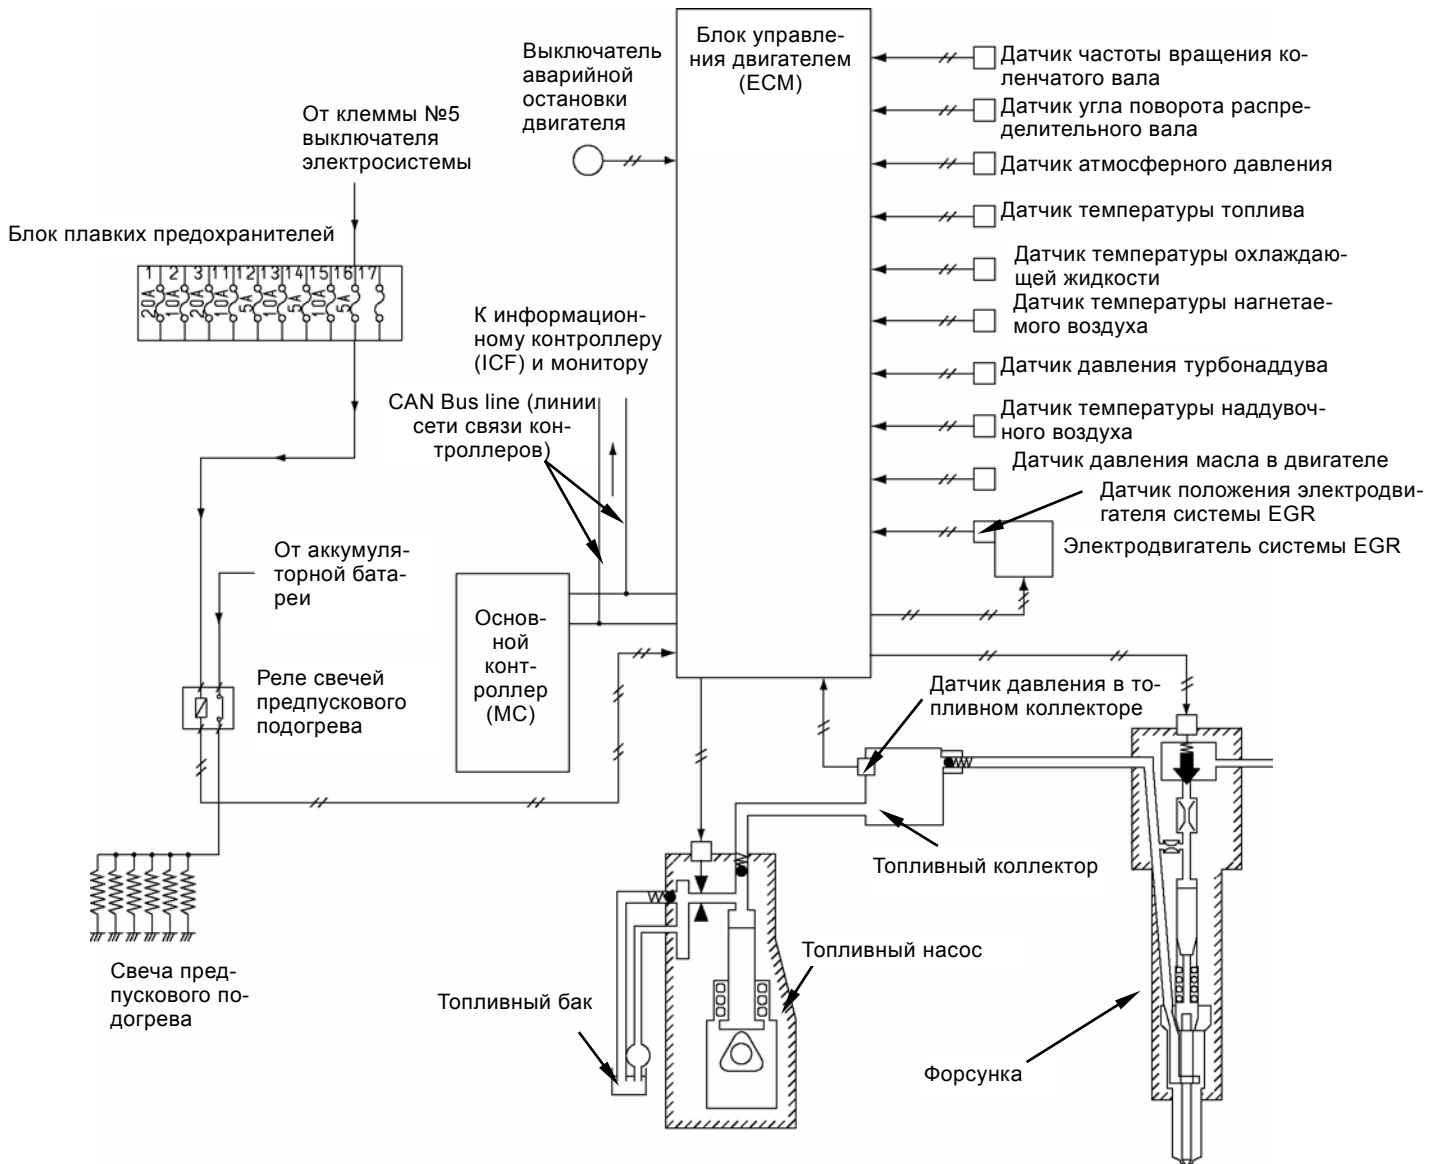 Блок управле-
ния двигателем
(ECM)
Выключатель
аварийной
остановки
двигателя
От клеммы №5
выключателя
электросистемы
Блок плавких предохранителей
1 2 3 11 12 13 14 15 16 17
20A 10A 20A 10A 5A 10A 5A 10A 5A
К информацион-
ному контроллеру
(ICF) и монитору
CAN Bus line (линии
сети связи кон-
троллеров)
От аккумуля-
торной бата-
реи
Основ-
ной
конт-
роллер
(MC)
Реле свечей
предпускового
подогрева
Свеча пред-
пускового по-
догрева
Датчик частоты вращения ко-
ленчатого вала
Датчик угла поворота распре-
делительного вала
Датчик атмосферного давления
Датчик температуры топлива
Датчик температуры охлаждаю-
щей жидкости
Датчик температуры нагнетае-
мого воздуха
Датчик давления турбонаддува
Датчик температуры наддувоч-
ного воздуха
Датчик давления масла в двигателе
Датчик положения электродви-
гателя системы EGR
Электродвигатель системы EGR
Датчик давления в то-
пливном коллекторе
Топливный коллектор
Топливный насос
Топливный бак
Форсунка